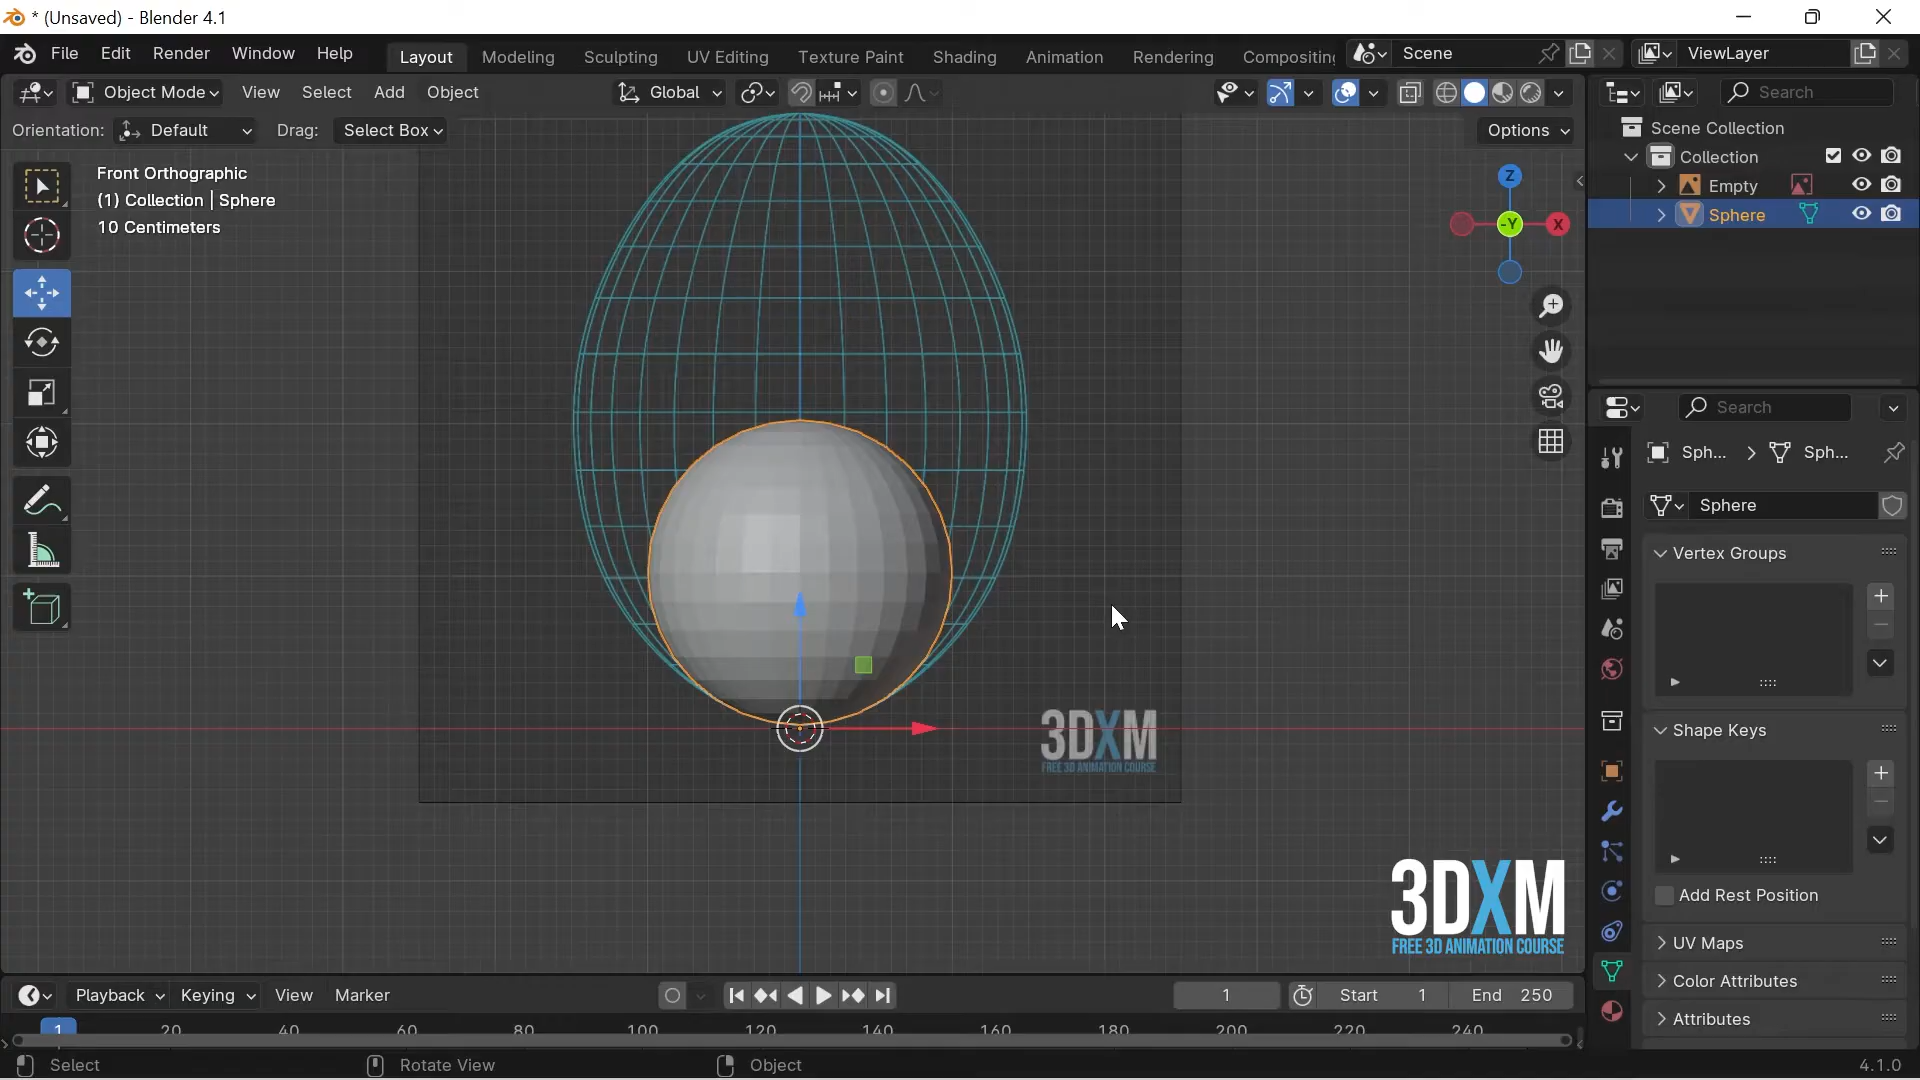 * (Unsaved) - Blender 4.1
File Edit Render Window Help Layout Modeling Sculpting UV Editing Texture Paint Shading Animation Rendering Compositing Scene ViewLayer
Object Mode View Select Add Object Global Search
Orientation: Default Drag: Select Box Options
Front Orthographic
(1) Collection | Sphere
10 Centimeters
Z
-Y
X
Scene Collection
Collection
Empty
Sphere
Search
Sph... Sph...
Sphere
Vertex Groups
Shape Keys
Add Rest Position
UV Maps
Color Attributes
Attributes
3DXM
FREE 3D ANIMATION COURSE
3DXM
FREE 3D ANIMATION COURSE
Playback Keying View Marker 1 Start 1 End 250
1 20 40 60 80 100 120 140 160 180 200 220 240
Select Rotate View Object 4.1.0